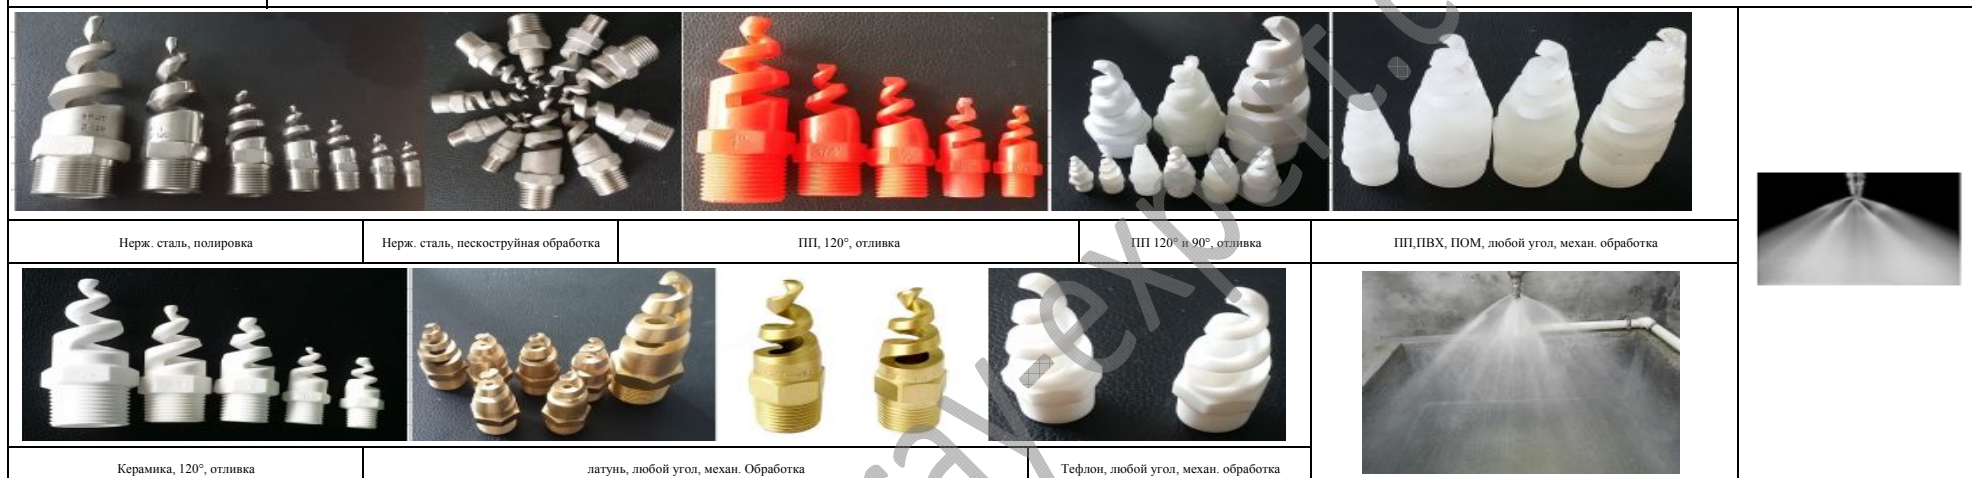 Нерж. сталь, полировка
Нерж. сталь, пескоструйная обработка
ПП, 120°, отливка
ПП 120° и 90°, отливка
ПП,ПВХ, ПОМ, любой угол, механ. обработка
Керамика, 120°, отливка
латунь, любой угол, механ. Обработка
Тефлон, любой угол, механ. обработка